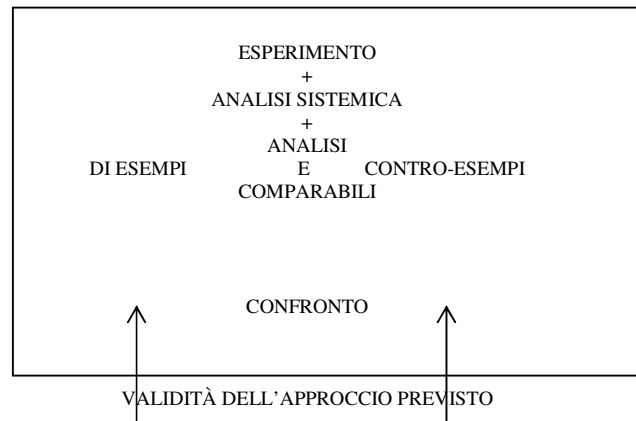 ESPERIMENTO
+
ANALISI SISTEMICA
+
ANALISI
DI ESEMPI E CONTRO-ESEMPI
COMPARABILI
CONFRONTO
VALIDITÀ DELL’APPROCCIO PREVISTO